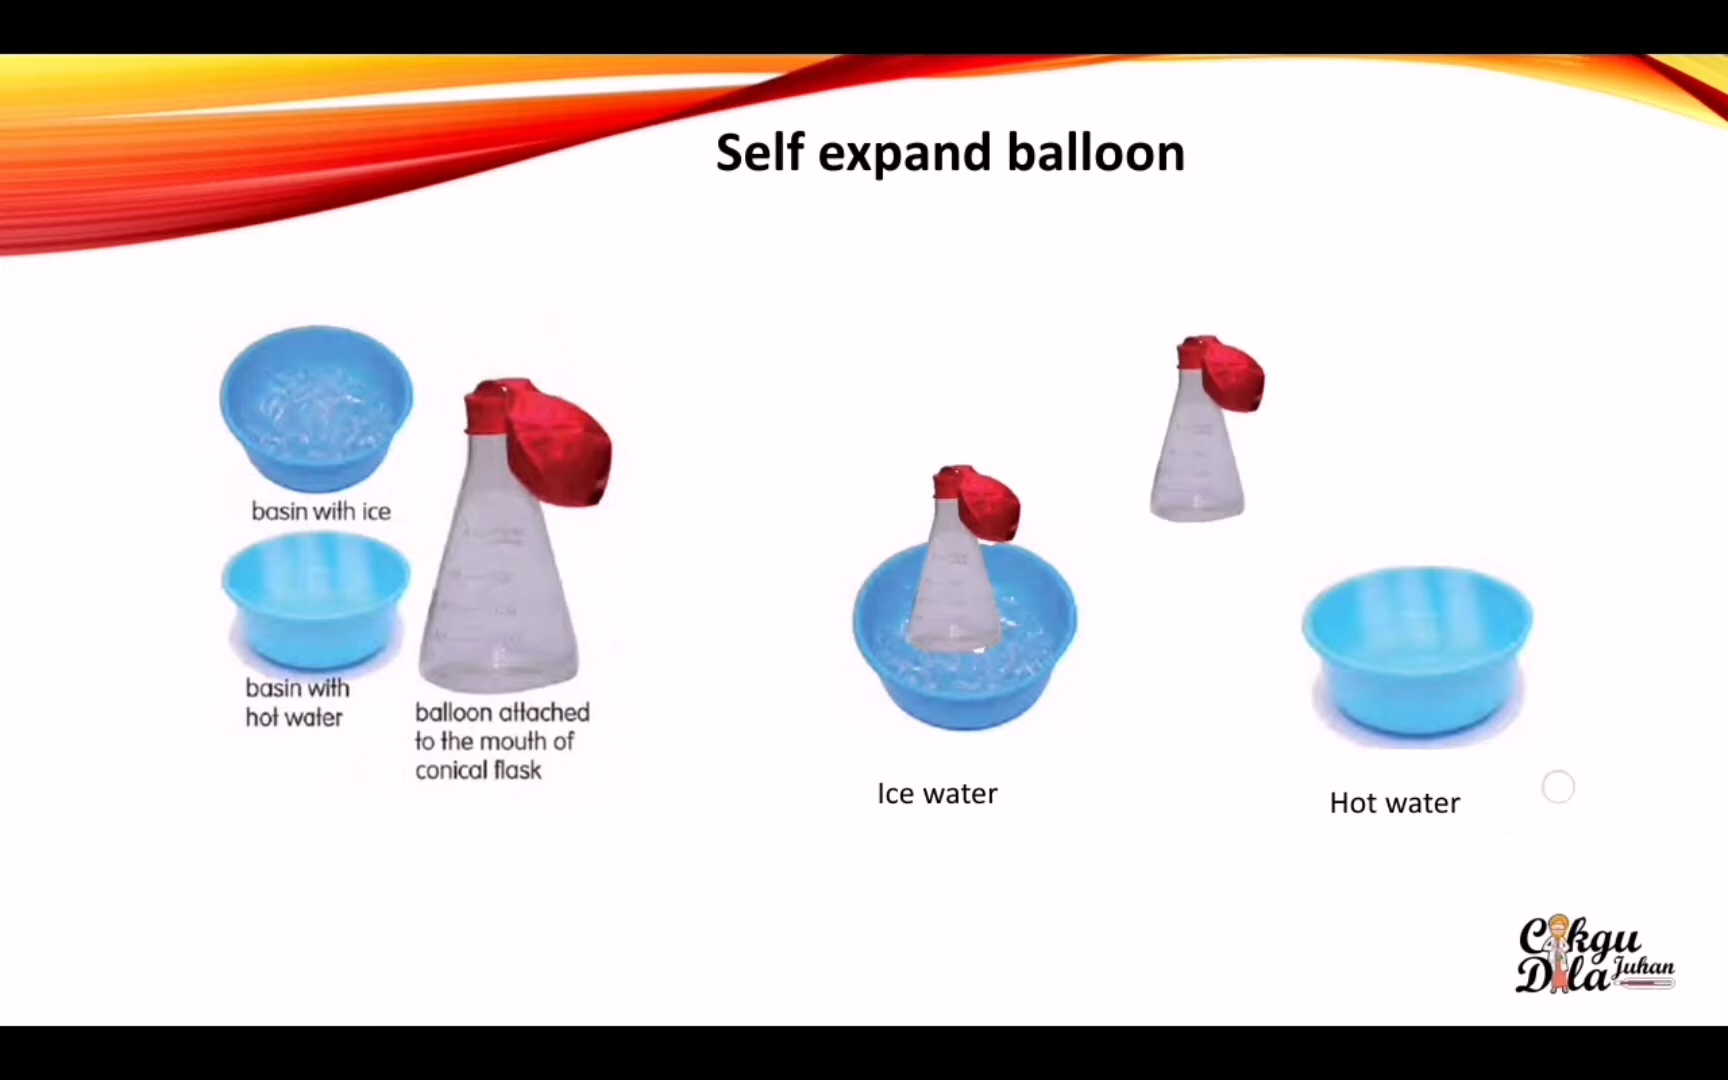 Self expand balloon
basin with ice
basin with
hot water
balloon attached
to the mouth of
conical flask
Ice water
Hot water
Cikgu
Dila Juhan